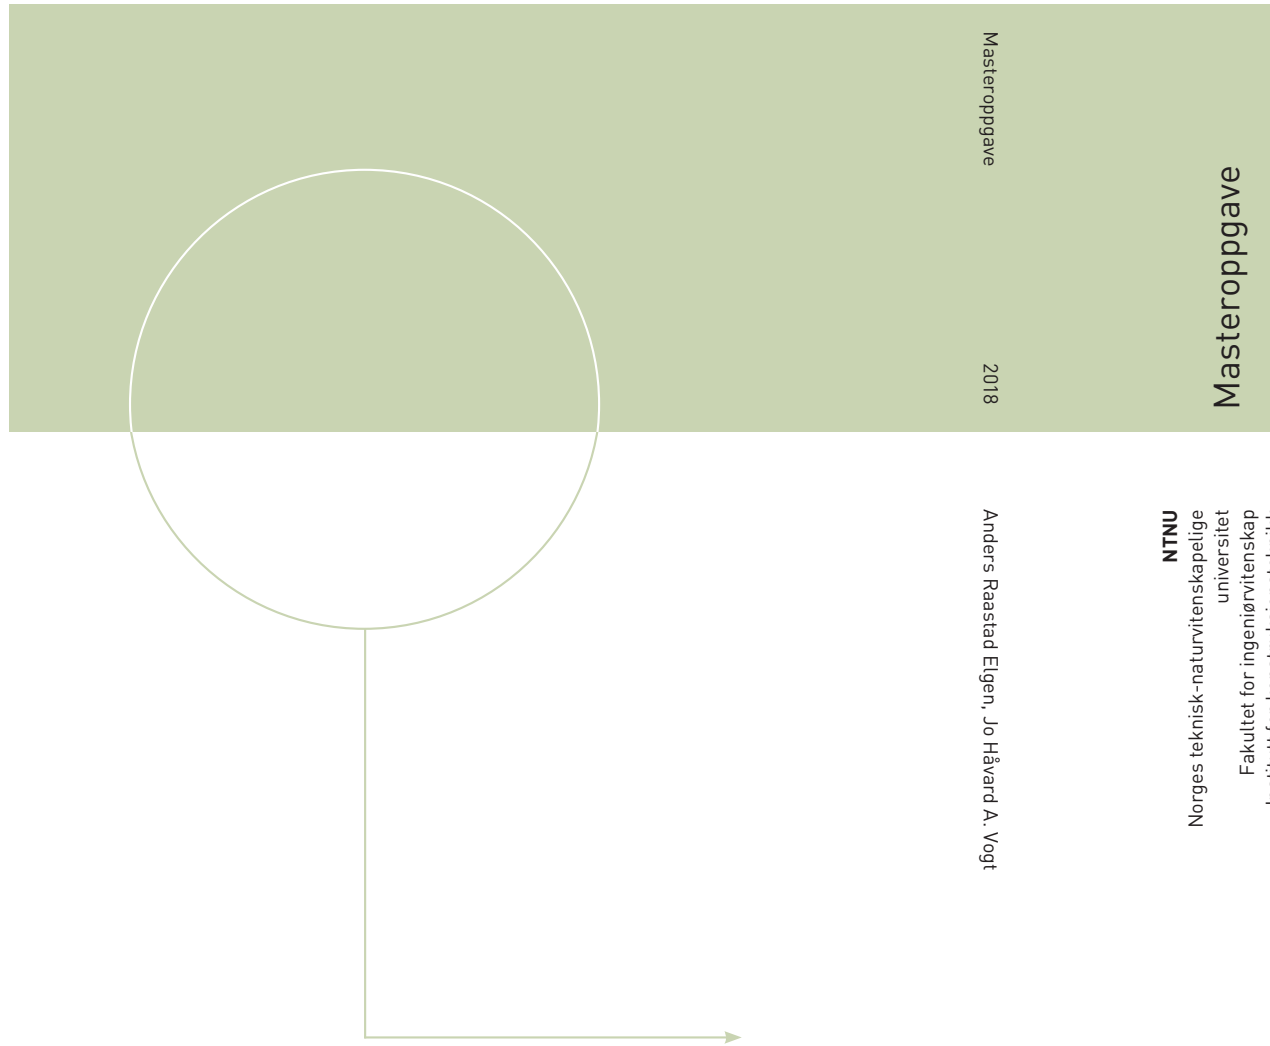 Masteroppgave
2018
Anders Raastad Elgen, Jo Håvard A. Vogt
Masteroppgave
NTNU
Norges teknisk-naturvitenskapelige
universitet
Fakultet for ingeniørvitenskap